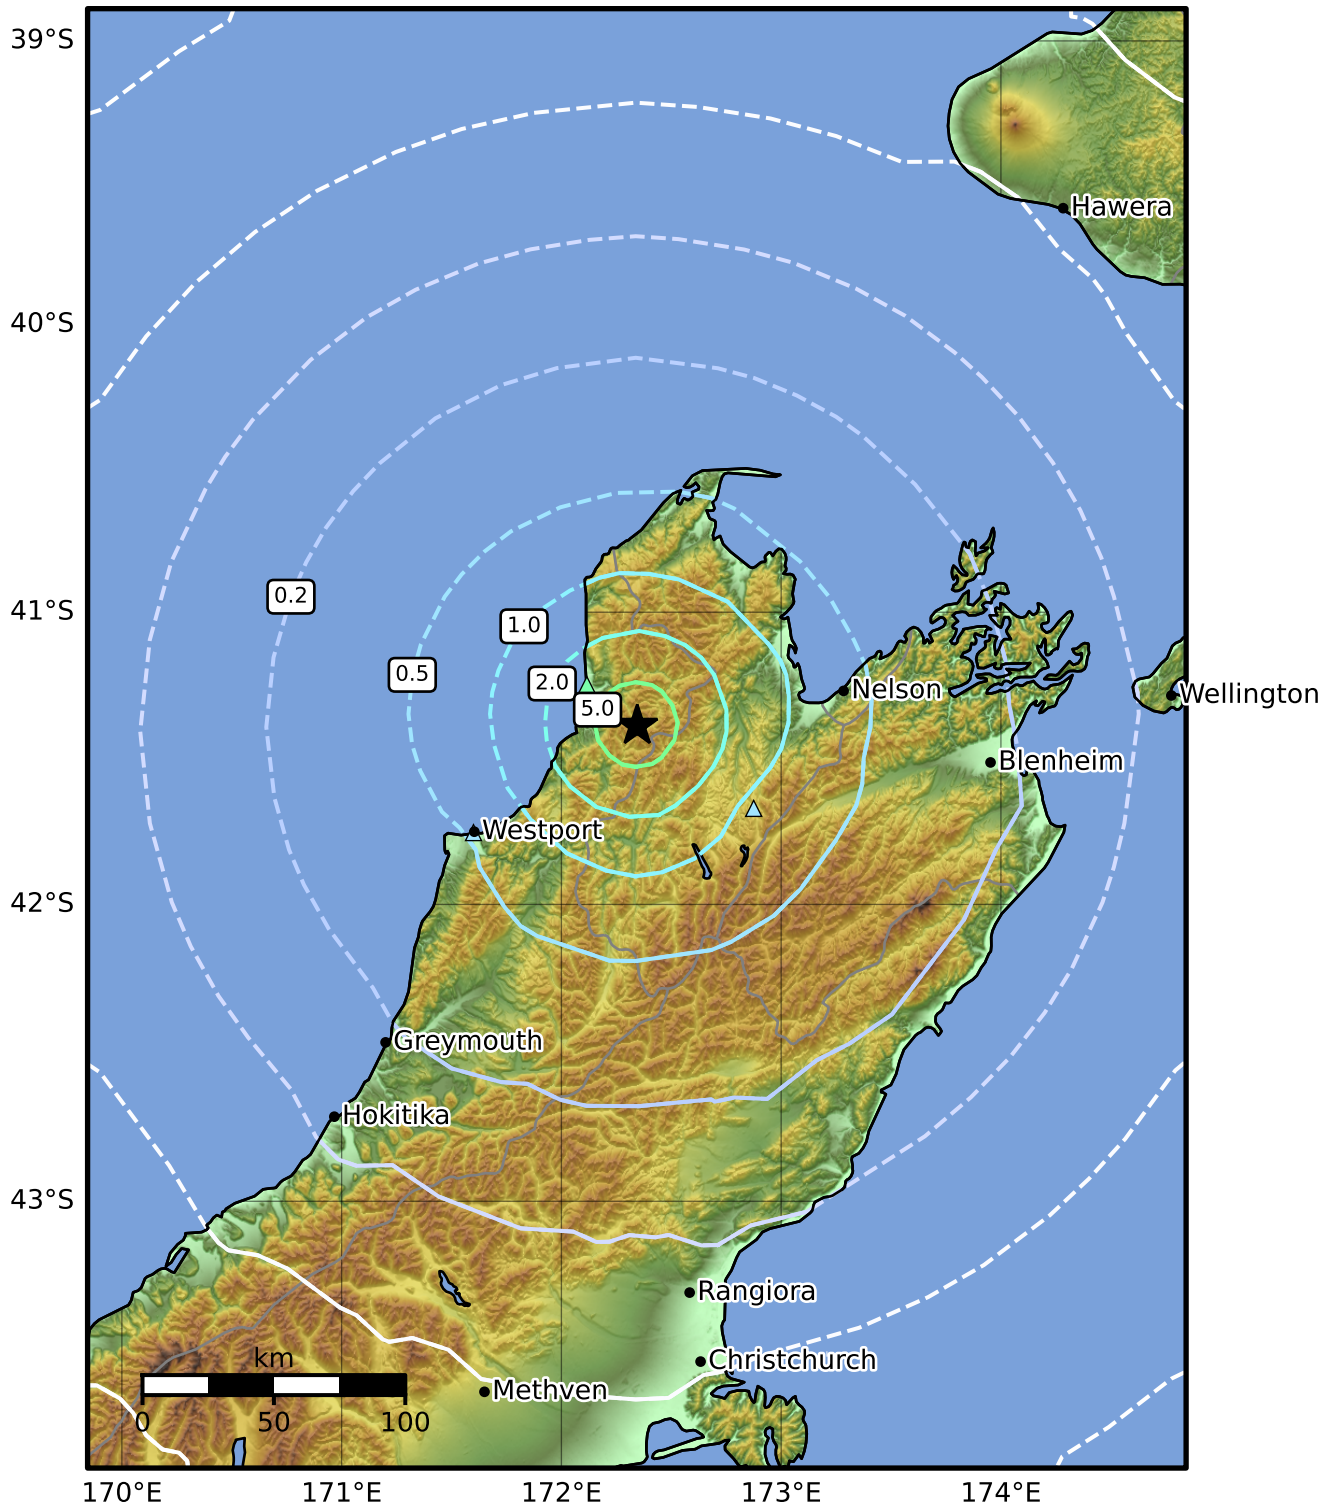 39°S
Hawera
40°S
0.2
41°S
1.0
0.5
2.0
Nelson
Wellington
5.0
Blenheim
Westport
42°S
Greymouth
Hokitika
43°S
Rangiora
km
Christchurch
Methven
0 50 100
170°E 171°E 172°E 173°E 174°E